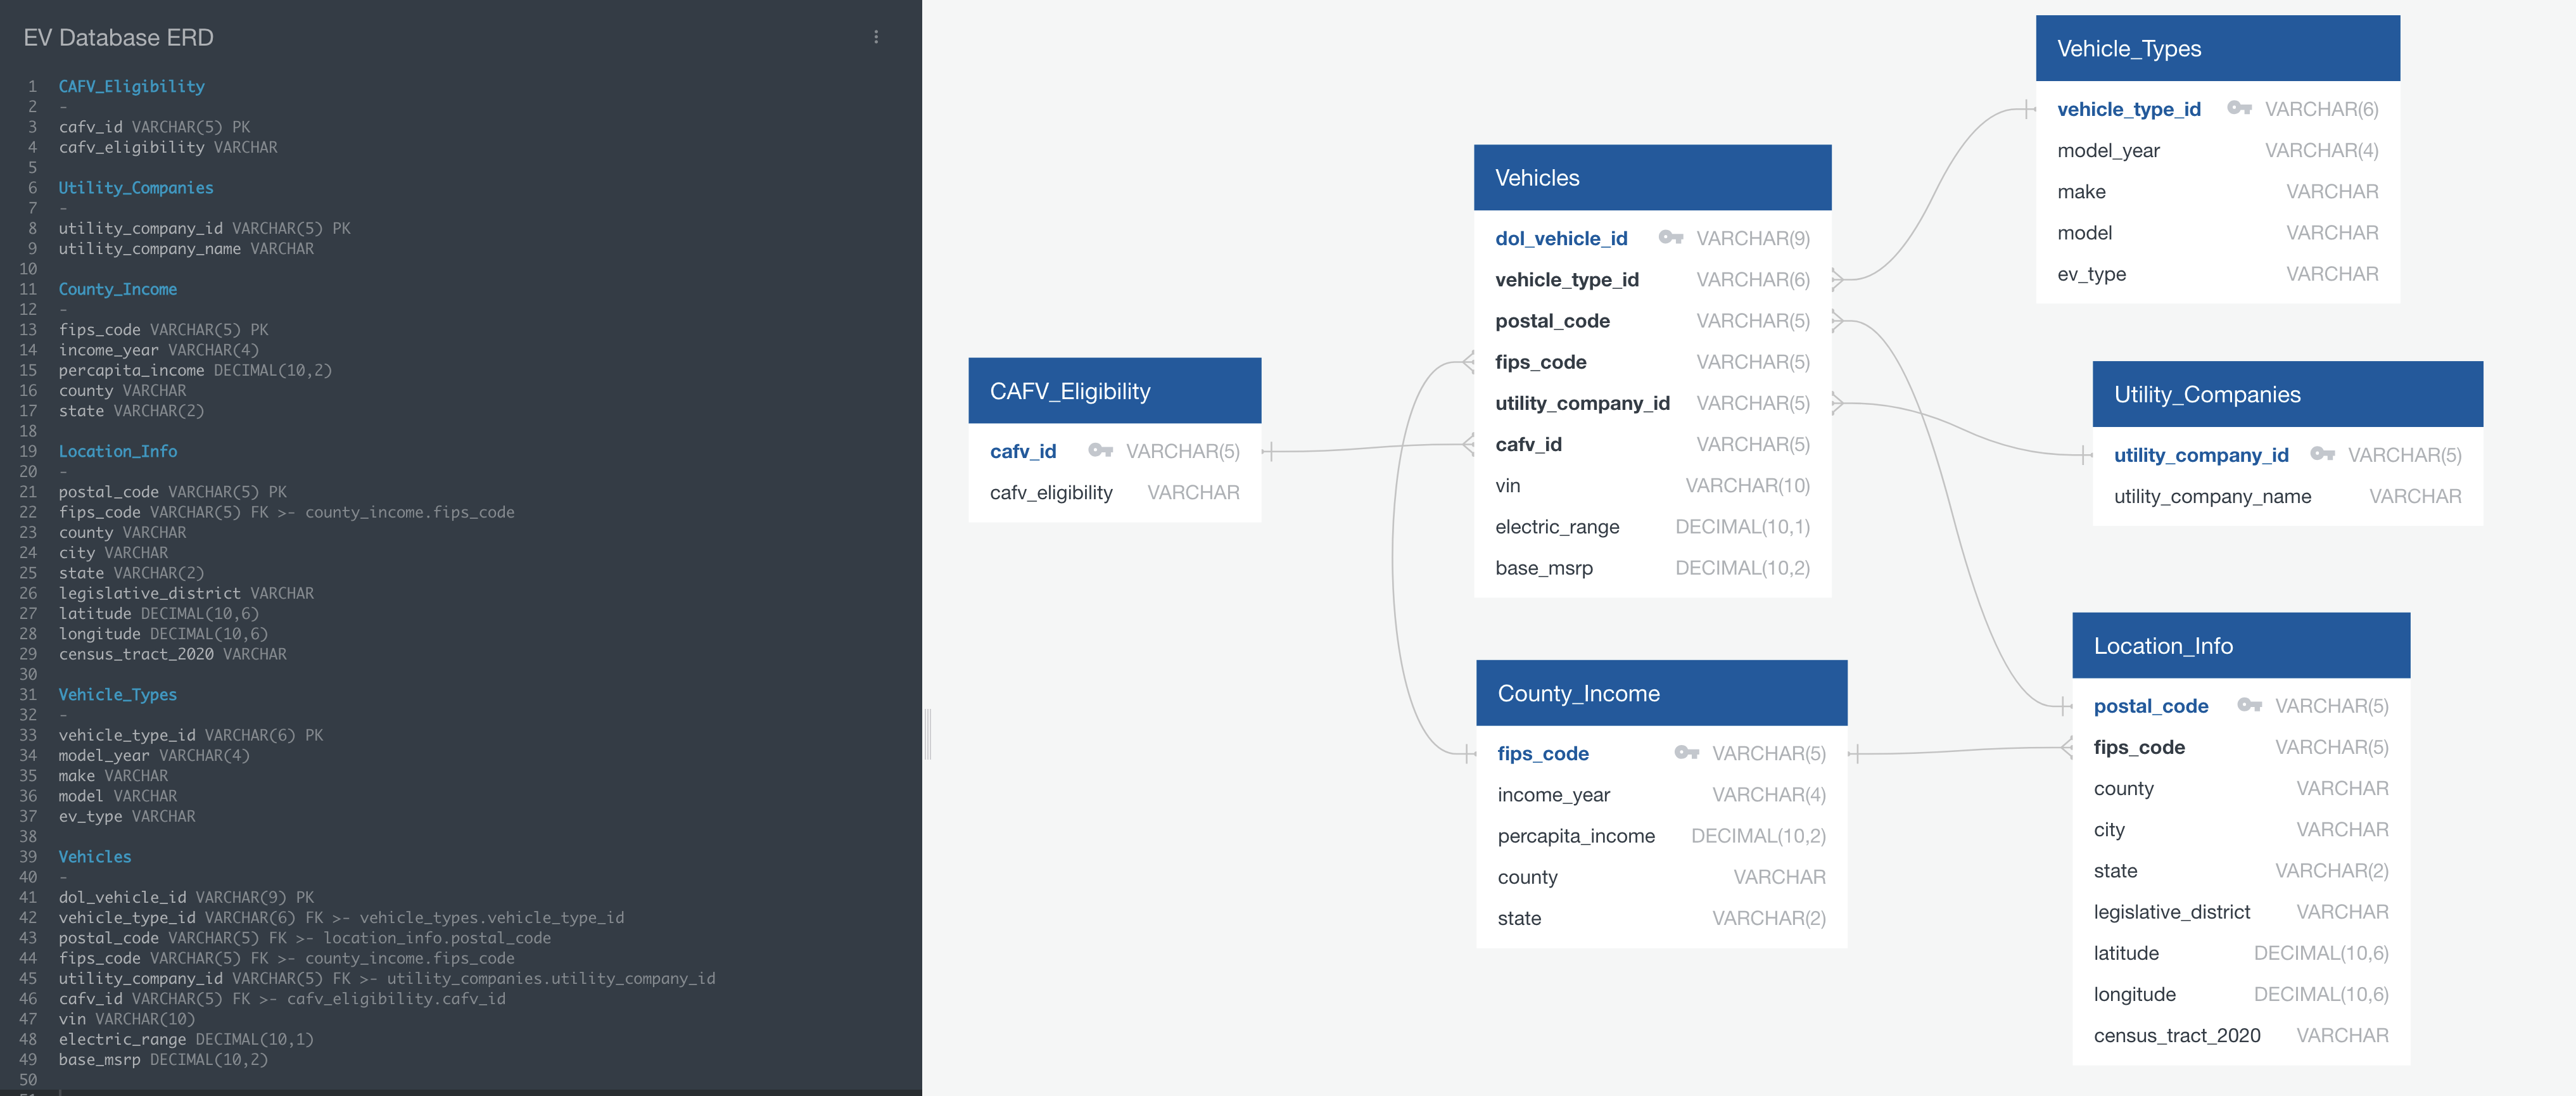 EV Database ERD
1 CAFV_Eligibility
2 -
3 cafv_id VARCHAR(5) PK
4 cafv_eligibility VARCHAR
5
6 Utility_Companies
7 -
8 utility_company_id VARCHAR(5) PK
9 utility_company_name VARCHAR
10
11 County_Income
12 -
13 fips_code VARCHAR(5) PK
14 income_year VARCHAR(4)
15 percapita_income DECIMAL(10,2)
16 county VARCHAR
17 state VARCHAR(2)
18
19 Location_Info
20 -
21 postal_code VARCHAR(5) PK
22 fips_code VARCHAR(5) FK >- county_income.fips_code
23 county VARCHAR
24 city VARCHAR
25 state VARCHAR(2)
26 legislative_district VARCHAR
27 latitude DECIMAL(10,6)
28 longitude DECIMAL(10,6)
29 census_tract_2020 VARCHAR
30
31 Vehicle_Types
32 -
33 vehicle_type_id VARCHAR(6) PK
34 model_year VARCHAR(4)
35 make VARCHAR
36 model VARCHAR
37 ev_type VARCHAR
38
39 Vehicles
40 -
41 dol_vehicle_id VARCHAR(9) PK
42 vehicle_type_id VARCHAR(6) FK >- vehicle_types.vehicle_type_id
43 postal_code VARCHAR(5) FK >- location_info.postal_code
44 fips_code VARCHAR(5) FK >- county_income.fips_code
45 utility_company_id VARCHAR(5) FK >- utility_companies.utility_company_id
46 cafv_id VARCHAR(5) FK >- cafv_eligibility.cafv_id
47 vin VARCHAR(10)
48 electric_range DECIMAL(10,1)
49 base_msrp DECIMAL(10,2)
50
CAFV_Eligibility
cafv_id VARCHAR(5)
cafv_eligibility VARCHAR
Vehicles
dol_vehicle_id VARCHAR(9)
vehicle_type_id VARCHAR(6)
postal_code VARCHAR(5)
fips_code VARCHAR(5)
utility_company_id VARCHAR(5)
cafv_id VARCHAR(5)
vin VARCHAR(10)
electric_range DECIMAL(10,1)
base_msrp DECIMAL(10,2)
County_Income
fips_code VARCHAR(5)
income_year VARCHAR(4)
percapita_income DECIMAL(10,2)
county VARCHAR
state VARCHAR(2)
Vehicle_Types
vehicle_type_id VARCHAR(6)
model_year VARCHAR(4)
make VARCHAR
model VARCHAR
ev_type VARCHAR
Utility_Companies
utility_company_id VARCHAR(5)
utility_company_name VARCHAR
Location_Info
postal_code VARCHAR(5)
fips_code VARCHAR(5)
county VARCHAR
city VARCHAR
state VARCHAR(2)
legislative_district VARCHAR
latitude DECIMAL(10,6)
longitude DECIMAL(10,6)
census_tract_2020 VARCHAR